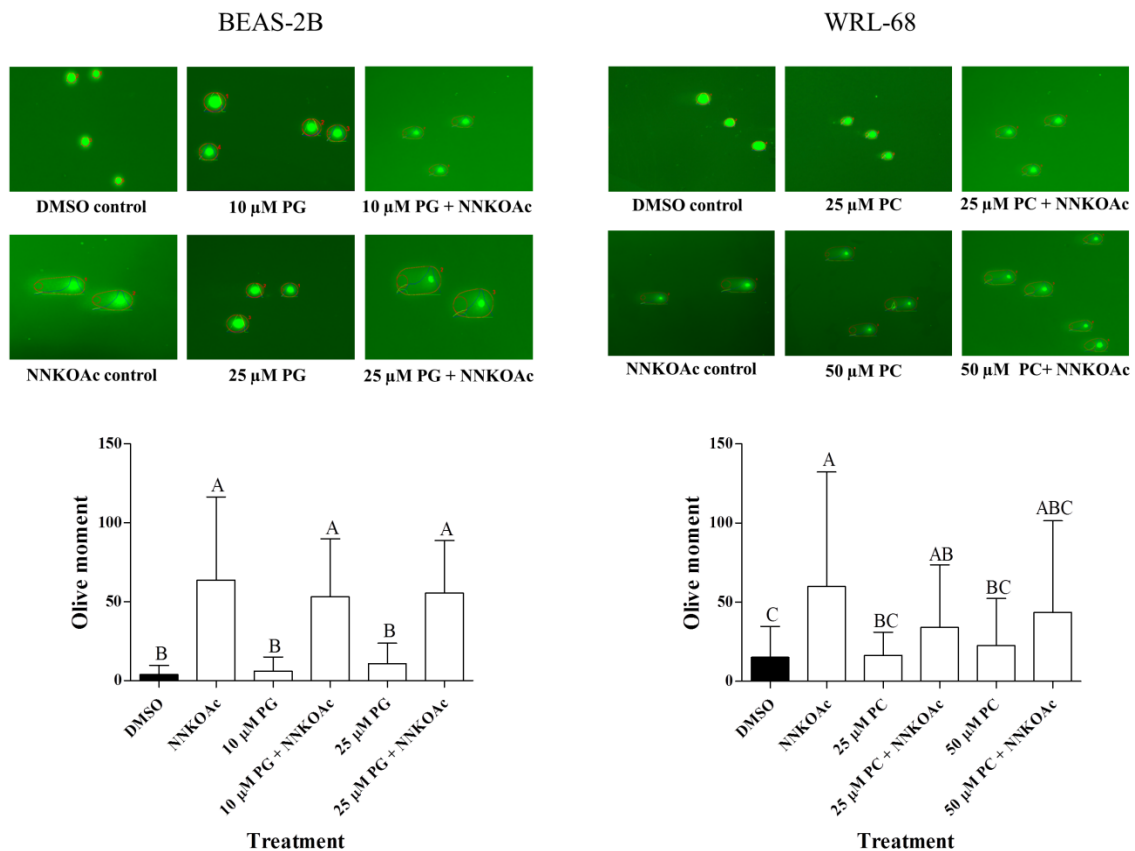 BEAS-2B
DMSO control
10 µM PG
10 µM PG + NNKOAc
NNKOAc control
25 µM PG
25 µM PG + NNKOAc
150
100
50
0
Olive moment
B
A
B
A
B
A
DMSO
NNKOAc
10 µM PG
10 µM PG + NNKOAc
25 µM PG
25 µM PG + NNKOAc
Treatment
WRL-68
DMSO control
25 µM PC
25 µM PC + NNKOAc
NNKOAc control
50 µM PC
50 µM PC+ NNKOAc
150
100
50
0
Olive moment
C
A
BC
AB
BC
ABC
DMSO
NNKOAc
25 µM PC
25 µM PC + NNKOAc
50 µM PC
50 µM PC + NNKOAc
Treatment